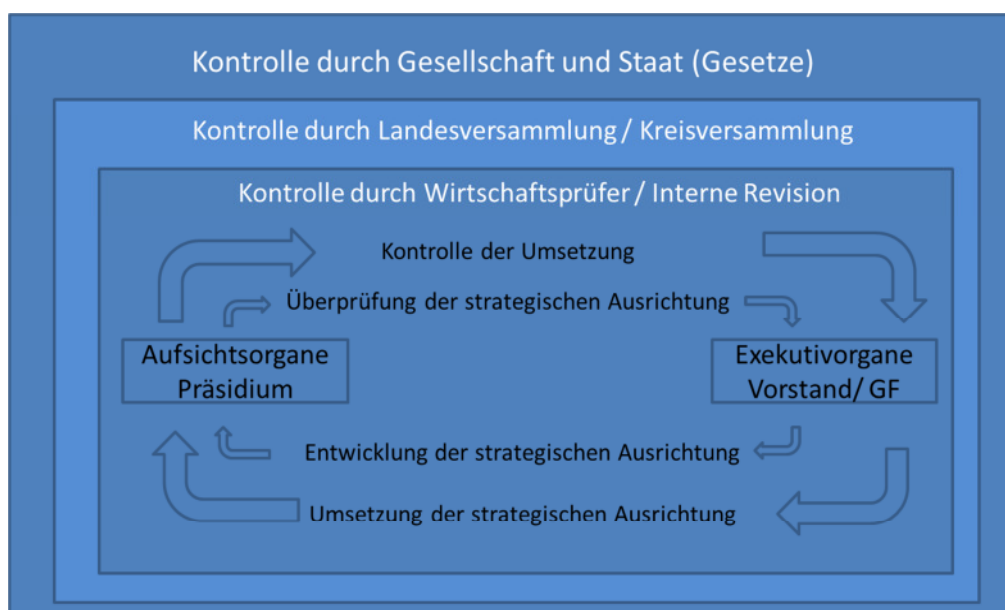 Kontrolle durch Gesellschaft und Staat (Gesetze)
Kontrolle durch Landesversammlung / Kreisversammlung
Kontrolle durch Wirtschaftsprüfer / Interne Revision
Kontrolle der Umsetzung
Überprüfung der strategischen Ausrichtung
Aufsichtsorgane
Präsidium
Exekutivorgane
Vorstand/ GF
Entwicklung der strategischen Ausrichtung
Umsetzung der strategischen Ausrichtung